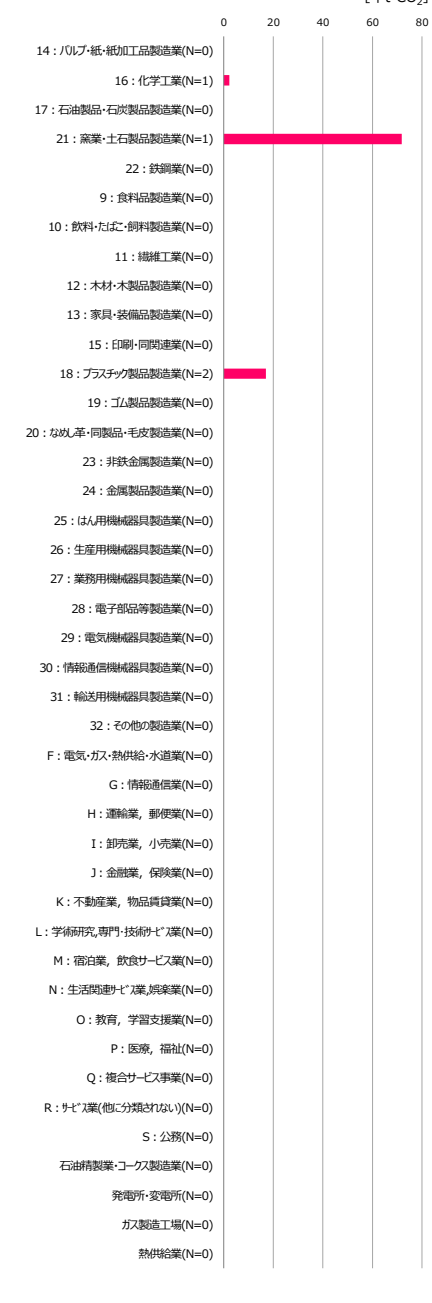 0 20 40 60 80
14：パルプ・紙・紙加工品製造業(N=0)
16：化学工業(N=1)
17：石油製品・石炭製品製造業(N=0)
21：窯業・土石製品製造業(N=1)
22：鉄鋼業(N=0)
9：食料品製造業(N=0)
10：飲料・たばこ・飼料製造業(N=0)
11：繊維工業(N=0)
12：木材・木製品製造業(N=0)
13：家具・装備品製造業(N=0)
15：印刷・同関連業(N=0)
18：プラスチック製品製造業(N=2)
19：ゴム製品製造業(N=0)
20：なめし革・同製品・毛皮製造業(N=0)
23：非鉄金属製造業(N=0)
24：金属製品製造業(N=0)
25：はん用機械器具製造業(N=0)
26：生産用機械器具製造業(N=0)
27：業務用機械器具製造業(N=0)
28：電子部品等製造業(N=0)
29：電気機械器具製造業(N=0)
30：情報通信機械器具製造業(N=0)
31：輸送用機械器具製造業(N=0)
32：その他の製造業(N=0)
F：電気・ガス・熱供給・水道業(N=0)
G：情報通信業(N=0)
H：運輸業，郵便業(N=0)
I：卸売業，小売業(N=0)
J：金融業，保険業(N=0)
K：不動産業，物品賃貸業(N=0)
L：学術研究,専門・技術ｻｰﾋﾞｽ業(N=0)
M：宿泊業，飲食サービス業(N=0)
N：生活関連ｻｰﾋﾞｽ業,娯楽業(N=0)
O：教育，学習支援業(N=0)
P：医療，福祉(N=0)
Q：複合サービス事業(N=0)
R：ｻｰﾋﾞｽ業(他に分類されない)(N=0)
S：公務(N=0)
石油精製業・コークス製造業(N=0)
発電所・変電所(N=0)
ガス製造工場(N=0)
熱供給業(N=0)